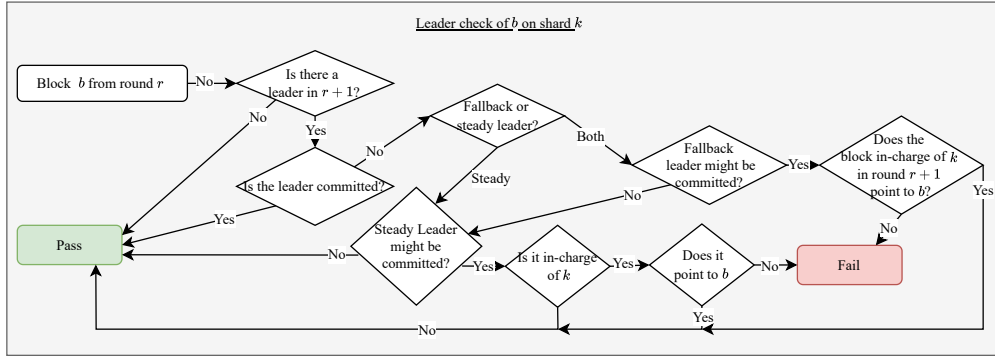 Leader check of b on shard k
Block b from round r
No
Is there a
leader in r + 1?
No
Yes
Is the leader committed?
No
Yes
Fallback or
steady leader?
Both
Steady
Fallback
leader might be
committed?
Yes
No
Does the
block in-charge of k
in round r + 1
point to b?
Yes
No
Pass
No
Steady Leader
might be
committed?
Yes
Is it in-charge
of k
Yes
Does it
point to b
No
Fail
Yes
No